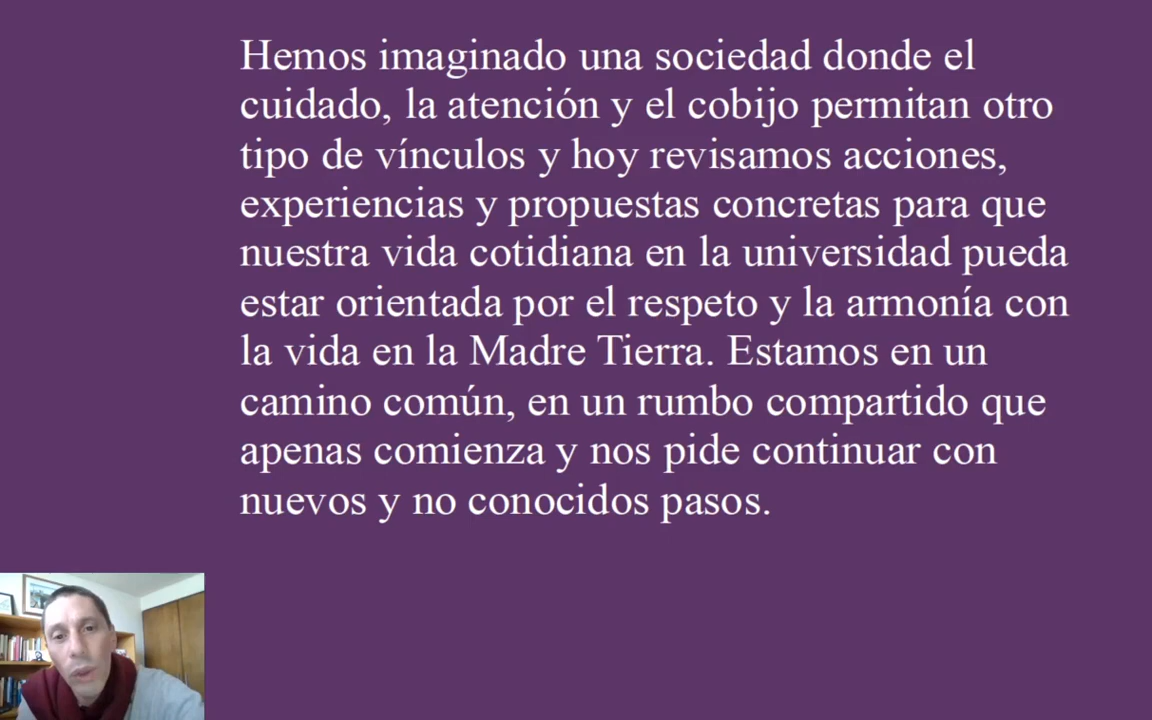 Hemos imaginado una sociedad donde el
cuidado, la atención y el cobijo permitan otro
tipo de vínculos y hoy revisamos acciones,
experiencias y propuestas concretas para que
nuestra vida cotidiana en la universidad pueda
estar orientada por el respeto y la armonía con
la vida en la Madre Tierra. Estamos en un
camino común, en un rumbo compartido que
apenas comienza y nos pide continuar con
nuevos y no conocidos pasos.